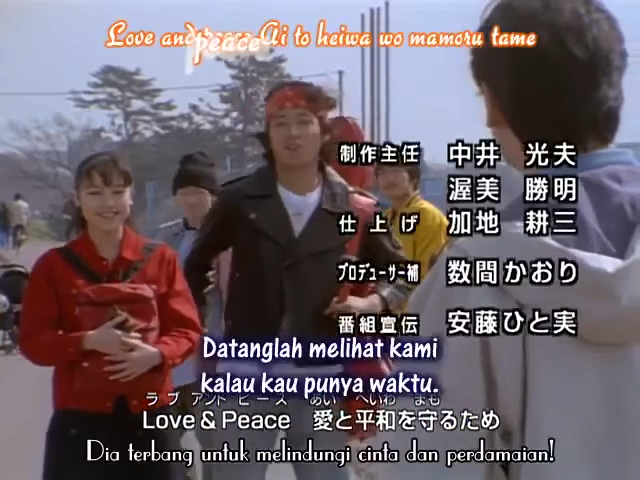 Love and peace Ai to heiwa wo mamoru tame
peace
制作主任 中井 光夫
渥美 勝明
仕上げ 加地 耕三
プロデューサー補 数間かおり
番組宣伝 安藤ひと実
Datanglah melihat kami
kalau kau punya waktu.
ラブ アンド ピース あい へいわ まも
Love & Peace 愛と平和を守るため
Dia terbang untuk melindungi cinta dan perdamaian!